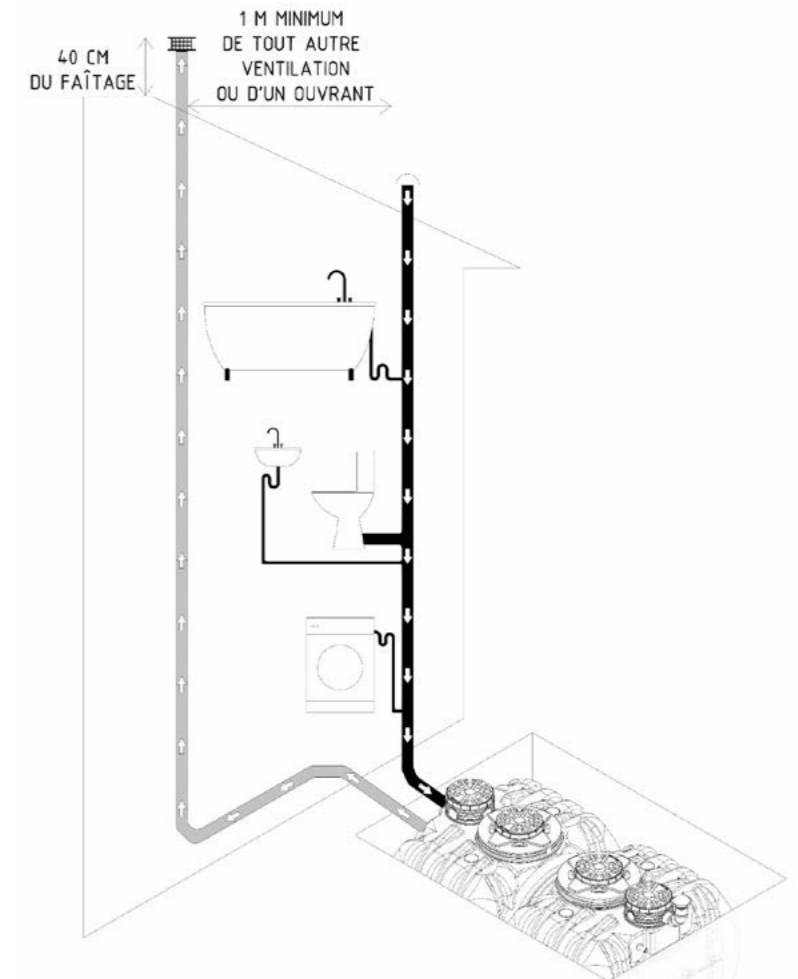 1 M MINIMUM
DE TOUT AUTRE
VENTILATION
OU D'UN OUVRANT
40 CM
DU FAÎTAGE